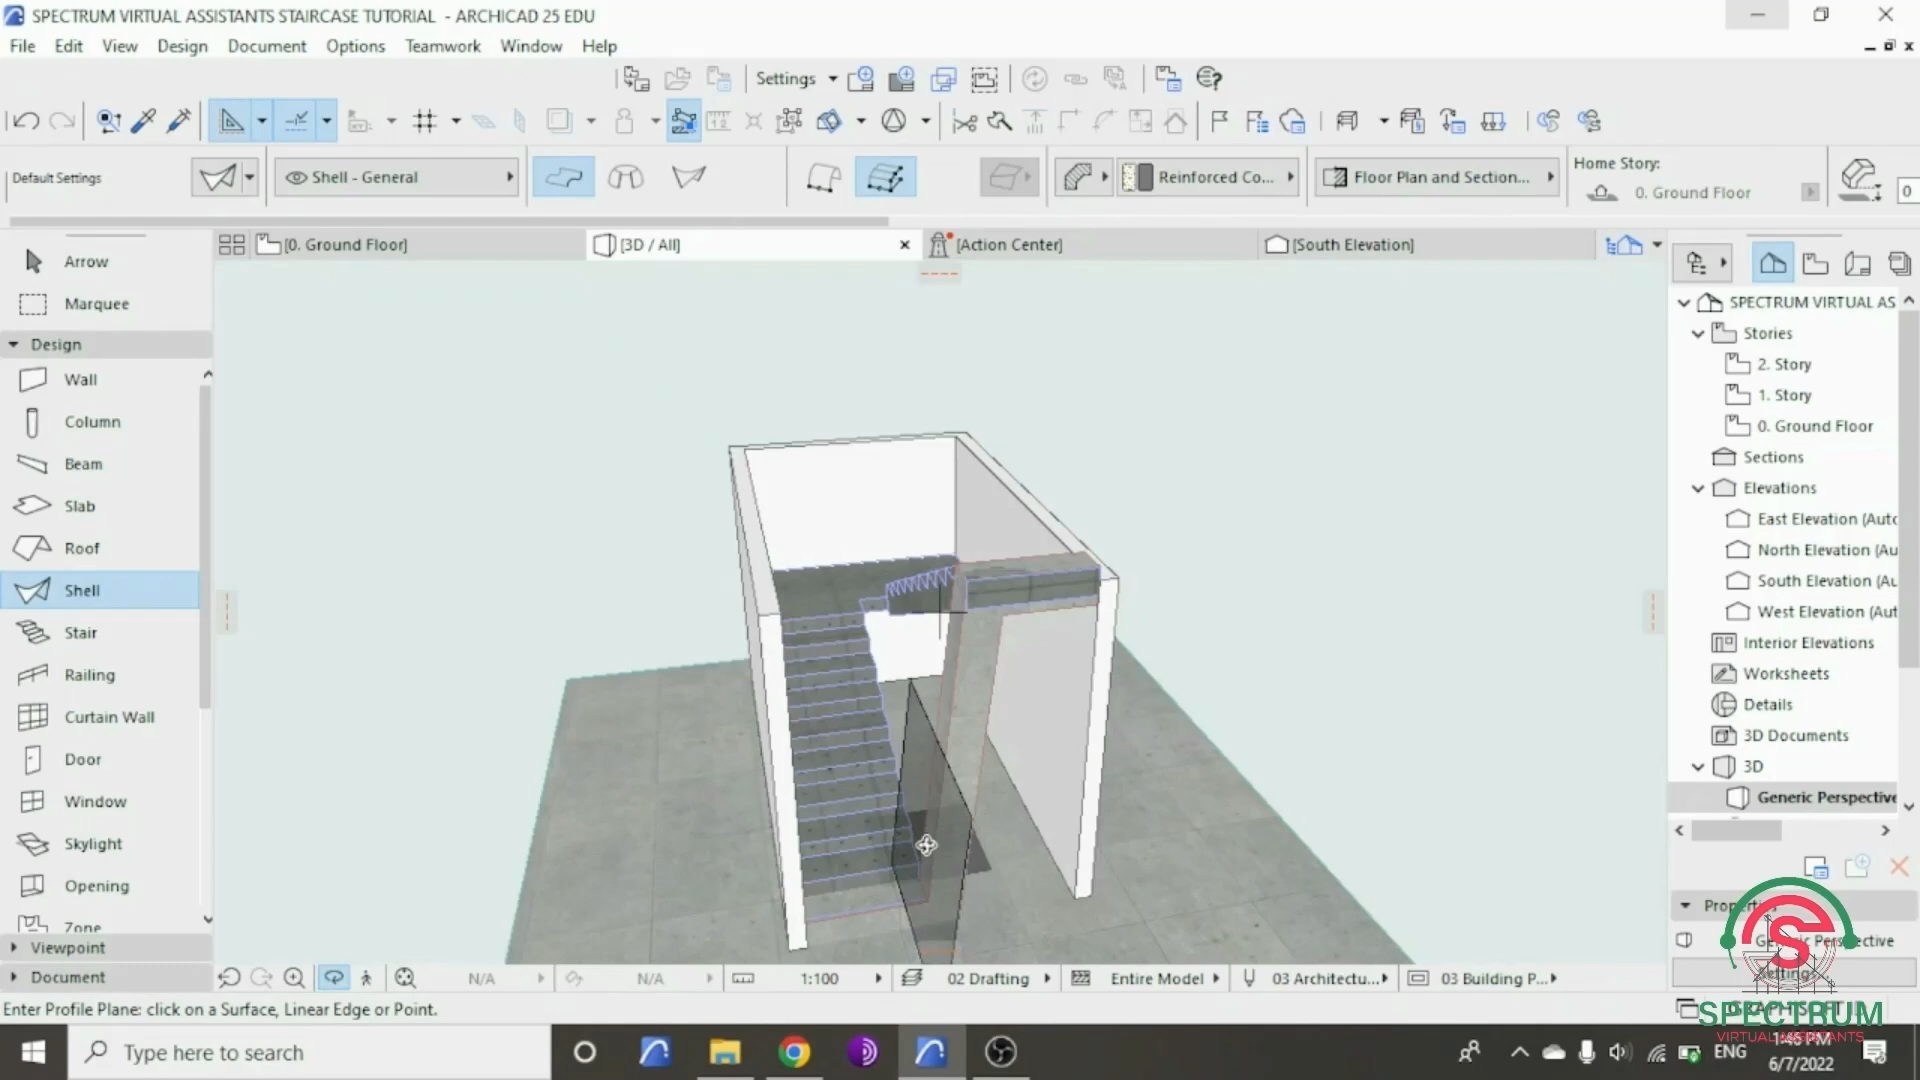 SPECTRUM VIRTUAL ASSISTANTS STAIRCASE TUTORIAL - ARCHICAD 25 EDU
File Edit View Design Document Options Teamwork Window Help
Settings
Default Settings
Shell - General
Reinforced Co...
Floor Plan and Section...
Home Story:
0. Ground Floor
0
[0. Ground Floor]
[3D / All]
[Action Center]
[South Elevation]
Arrow
Marquee
Design
Wall
Column
Beam
Slab
Roof
Shell
Stair
Railing
Curtain Wall
Door
Window
Skylight
Opening
Zone
Viewpoint
Document
SPECTRUM VIRTUAL AS
Stories
2. Story
1. Story
0. Ground Floor
Sections
Elevations
East Elevation (Auto
North Elevation (Au
South Elevation (Au
West Elevation (Aut
Interior Elevations
Worksheets
Details
3D Documents
3D
Generic Perspective
N/A
N/A
1:100
02 Drafting
Entire Model
03 Architectu...
03 Building P...
Enter Profile Plane: click on a Surface, Linear Edge or Point.
SPECTRUM
VIRTUAL ASSISTANTS
Type here to search
ENG
6/7/2022